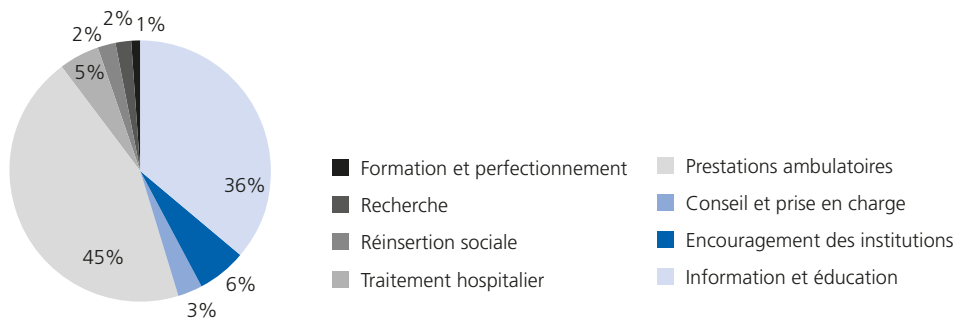 2%
1%
2%
5%
36%
45%
6%
3%
Formation et perfectionnement
Recherche
Réinsertion sociale
Traitement hospitalier
Prestations ambulatoires
Conseil et prise en charge
Encouragement des institutions
Information et éducation